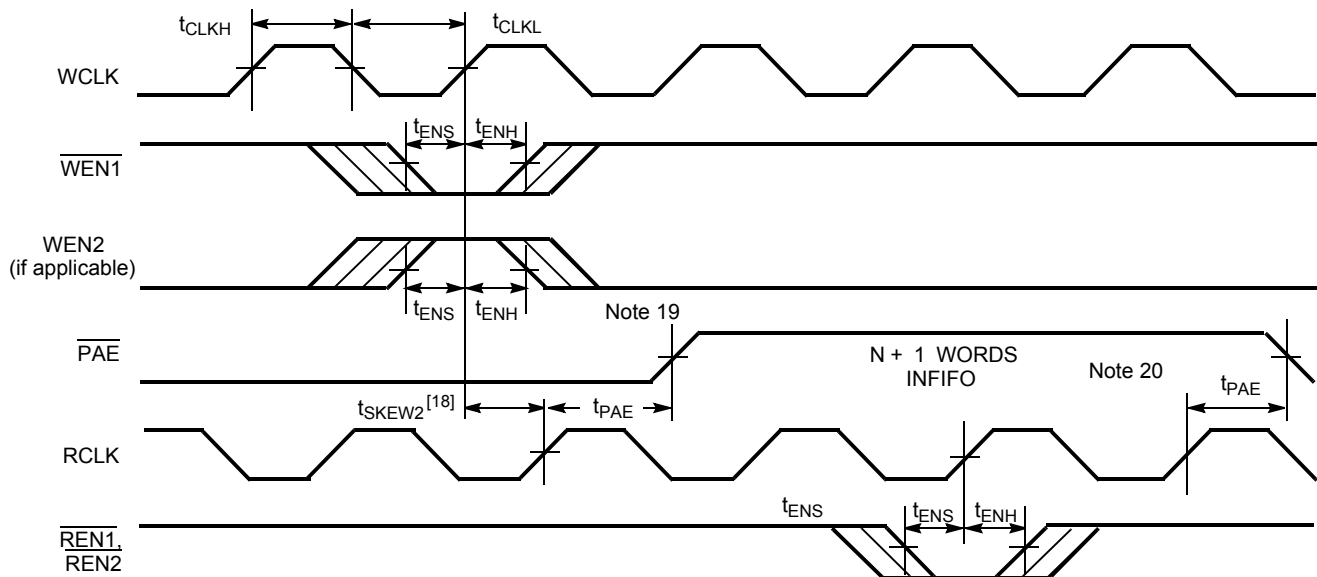 tCLKH
tCLKL
WCLK
tENS
tENH
WEN1
WEN2
(if applicable)
tENS
tENH
Note 19
PAE
N + 1 WORDS
INFIFO
Note 20
tPAE
tSKEW2[18]
tPAE
RCLK
tENS
tENS
tENH
REN1,
REN2